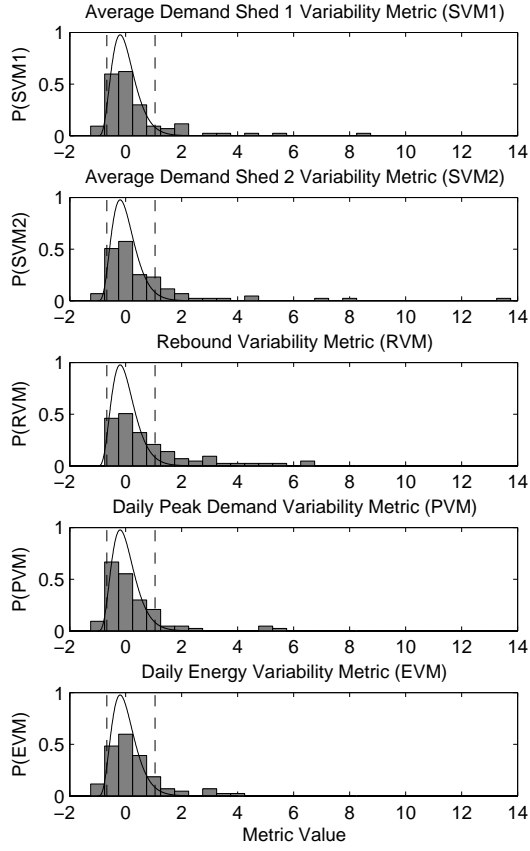 Average Demand Shed 1 Variability Metric (SVM1)
1
0.5
0
P(SVM1)
−2 0 2 4 6 8 10 12 14
Average Demand Shed 2 Variability Metric (SVM2)
1
0.5
0
P(SVM2)
−2 0 2 4 6 8 10 12 14
Rebound Variability Metric (RVM)
1
0.5
0
P(RVM)
−2 0 2 4 6 8 10 12 14
Daily Peak Demand Variability Metric (PVM)
1
0.5
0
P(PVM)
−2 0 2 4 6 8 10 12 14
Daily Energy Variability Metric (EVM)
1
0.5
0
P(EVM)
−2 0 2 4 6 8 10 12 14
Metric Value